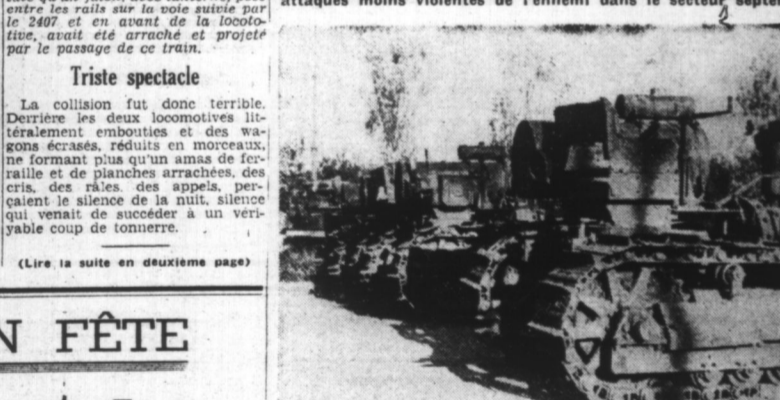 entre les rails sur la voie suivie par
le 2407 et en avant de la locomo-
tive, avait été arraché et projeté
par le passage de ce train.
Triste spectacle
La collision fut donc terrible.
Derrière les deux locomotives lit-
téralement embouties et des wa-
gons écrasés, réduits en morceaux,
ne formant plus qu'un amas de fer-
raille et de planches arrachées, des
cris, des râles, des appels, per-
çaient le silence de la nuit, silence
qui venait de succéder à un véri-
yable coup de tonnerre.
(Lire la suite en deuxième page)
N FÊTE
attaques moins violentes de l'ennemi dans le secteur septe